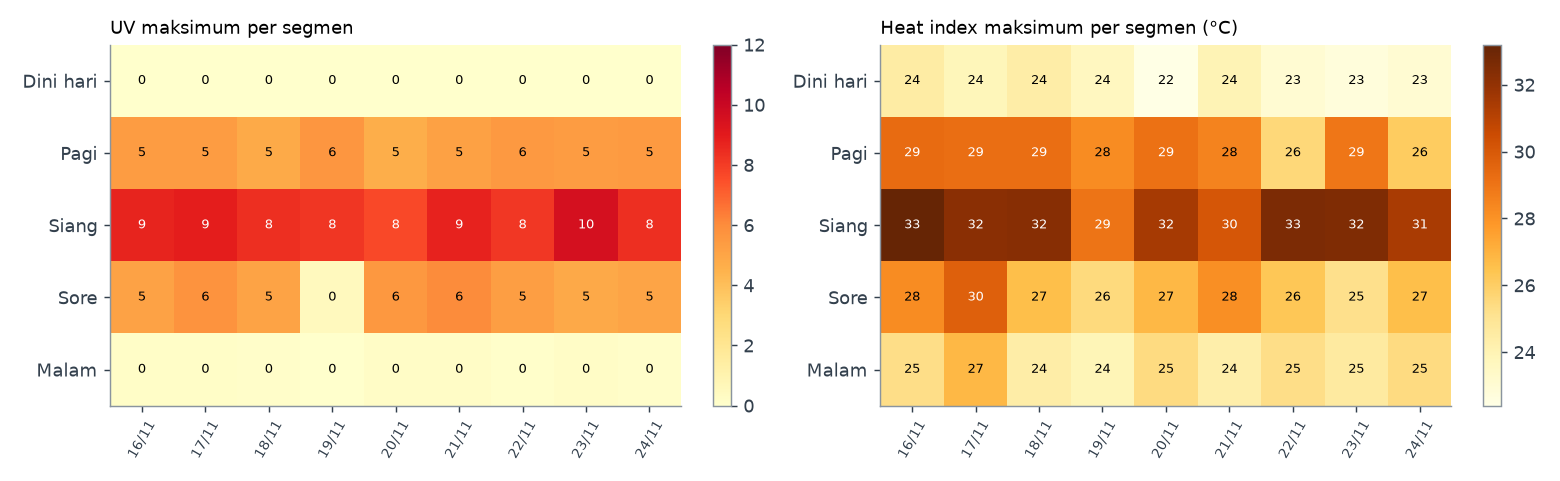 UV maksimum per segmen
12
10
8
6
4
2
0
Dini hari 0 0 0 0 0 0 0 0 0
Pagi 5 5 5 6 5 5 6 5 5
Siang 9 9 8 8 8 9 8 10 8
Sore 5 6 5 0 6 6 5 5 5
Malam 0 0 0 0 0 0 0 0 0
16/11 17/11 18/11 19/11 20/11 21/11 22/11 23/11 24/11
Heat index maksimum per segmen (°C)
32
30
28
26
24
Dini hari 24 24 24 24 22 24 23 23 23
Pagi 29 29 29 28 29 28 26 29 26
Siang 33 32 32 29 32 30 33 32 31
Sore 28 30 27 26 27 28 26 25 27
Malam 25 27 24 24 25 24 25 25 25
16/11 17/11 18/11 19/11 20/11 21/11 22/11 23/11 24/11